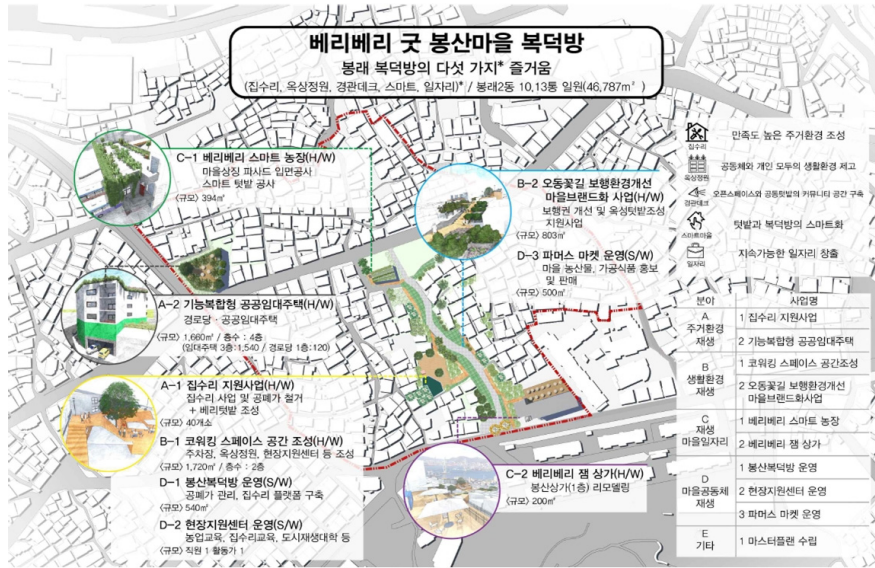 베리베리 굿 봉산마을 복덕방
봉래 복덕방의 다섯 가지* 즐거움
(집수리, 옥상정원, 경관데크, 스마트, 일자리)* / 봉래2동 10,13통 일원(46,787㎡)
C-1 베리베리 스마트 농장(H/W)
마을상징 파사드 입면공사
스마트 텃밭 공사
<규모> 394㎡
B-2 오동꽃길 보행환경개선
마을브랜드화 사업(H/W)
보행권 개선 및 옥성텃밭조성
지원사업
<규모> 803㎡
D-3 파머스 마켓 운영(S/W)
마을 농산물, 가공식품 홍보
및 판매
<규모> 500㎡
A-2 기능복합형 공공임대주택(H/W)
경로당 · 공공임대주택
<규모> 1,660㎡ / 층수 : 4층
(임대주택 3층:1,540 / 경로당 1층:120)
A-1 집수리 지원사업(H/W)
집수리 사업 및 공폐가 철거
+ 베리텃밭 조성
<규모> 40개소
B-1 코워킹 스페이스 공간 조성(H/W)
주차장, 옥상정원, 현장지원센터 등 조성
<규모> 1,720㎡ / 층수 : 2층
D-1 봉산복덕방 운영(S/W)
공폐가 관리, 집수리 플랫폼 구축
<규모> 540㎡
D-2 현장지원센터 운영(S/W)
농업교육, 집수리교육, 도시재생대학 등
<규모> 직원 1 활동가 1
C-2 베리베리 잼 상가(H/W)
봉산상가(1층) 리모델링
<규모> 200㎡
집수리 만족도 높은 주거환경 조성
옥상정원 공동체와 개인 모두의 생활환경 제고
경관데크 오픈스페이스와 공동텃밭의 커뮤니티 공간 구축
스마트마을 텃밭과 복덕방의 스마트화
일자리 지속가능한 일자리 창출
분야 사업명
A 주거환경 재생 1 집수리 지원사업
2 기능복합형 공공임대주택
B 생활환경 재생 1 코워킹 스페이스 공간조성
2 오동꽃길 보행환경개선
마을브랜드화사업
C 재생 마을일자리 1 베리베리 스마트 농장
2 베리베리 잼 상가
D 마을공동체 재생 1 봉산복덕방 운영
2 현장지원센터 운영
3 파머스 마켓 운영
E 기타 1 마스터플랜 수립